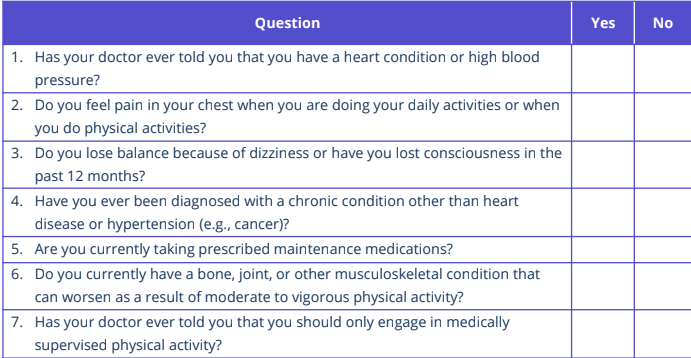 Question Yes No
1. Has your doctor ever told you that you have a heart condition or high blood
pressure?
2. Do you feel pain in your chest when you are doing your daily activities or when
you do physical activities?
3. Do you lose balance because of dizziness or have you lost consciousness in the
past 12 months?
4. Have you ever been diagnosed with a chronic condition other than heart
disease or hypertension (e.g., cancer)?
5. Are you currently taking prescribed maintenance medications?
6. Do you currently have a bone, joint, or other musculoskeletal condition that
can worsen as a result of moderate to vigorous physical activity?
7. Has your doctor ever told you that you should only engage in medically
supervised physical activity?